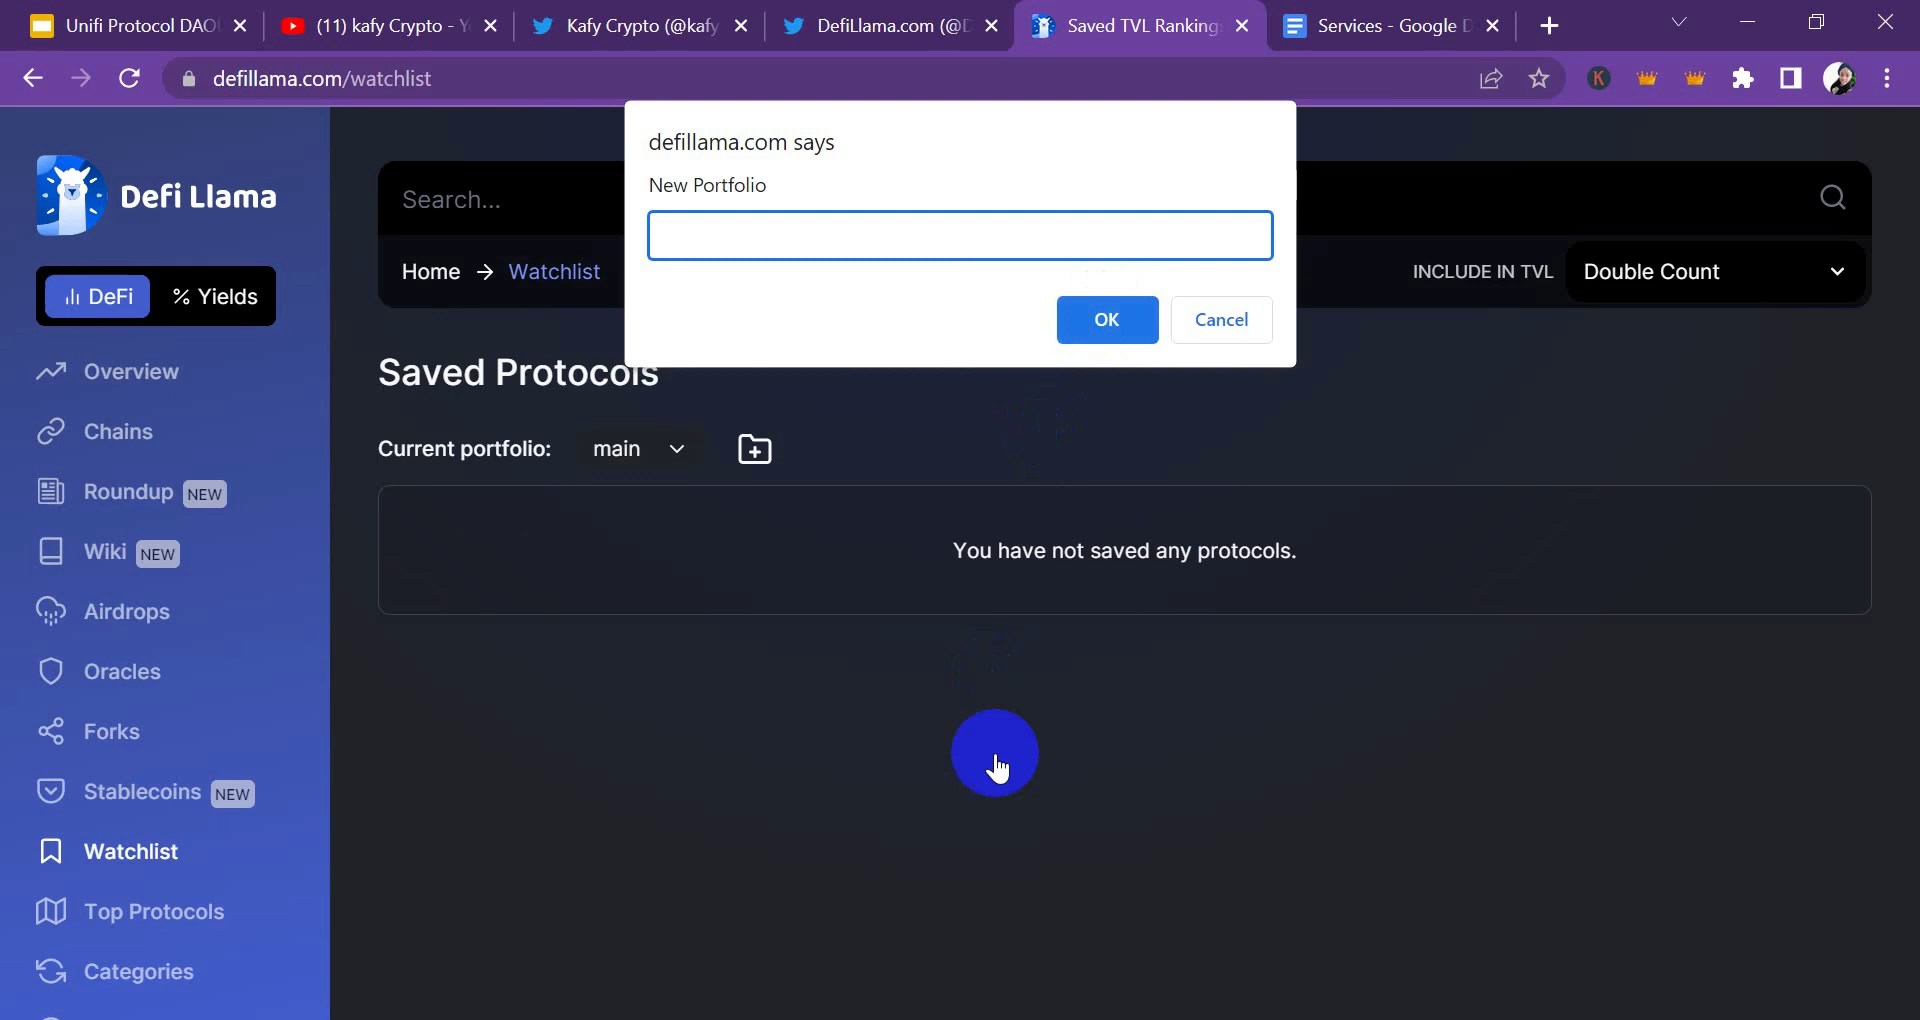 Unifi Protocol DAO
(11) kafy Crypto - Y
Kafy Crypto (@kafy
DefiLlama.com (@D
Saved TVL Ranking
Services - Google D
defillama.com/watchlist
K
defillama.com says
New Portfolio
OK
Cancel
Defi Llama
DeFi
% Yields
Overview
Chains
Roundup NEW
Wiki NEW
Airdrops
Oracles
Forks
Stablecoins NEW
Watchlist
Top Protocols
Categories
Search...
Home → Watchlist
INCLUDE IN TVL
Double Count
Saved Protocols
Current portfolio: main
You have not saved any protocols.